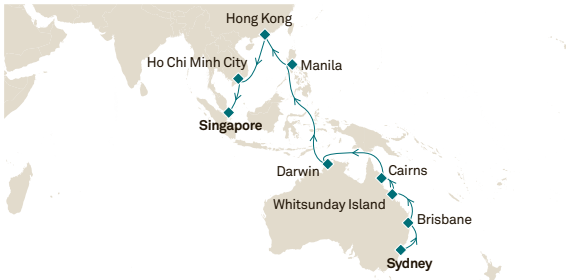 Hong Kong
Ho Chi Minh City
Manila
Singapore
Darwin
Cairns
Whitsunday Island
Brisbane
Sydney